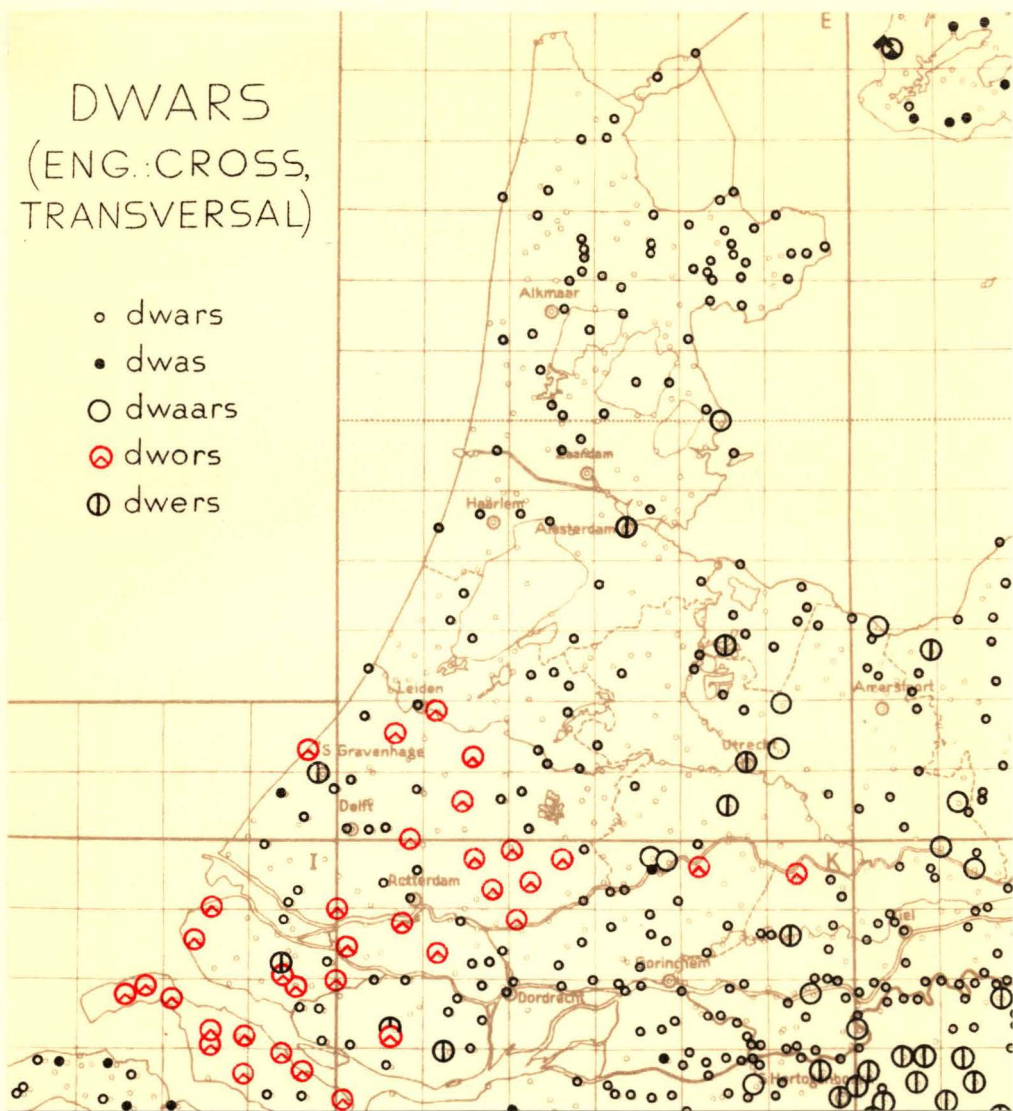 DWARS
(ENG.:CROSS,
TRANSVERSAL)
dwars
dwas
dwaars
dwors
dwers
E
Alkmaar
Zaandam
Haarlem
Amsterdam
Leiden
Amersfoort
'S Gravenhage
Utrecht
Delft
I
K
Rotterdam
Tiel
Gorinchem
Dordrecht
'S Hertogenbosch